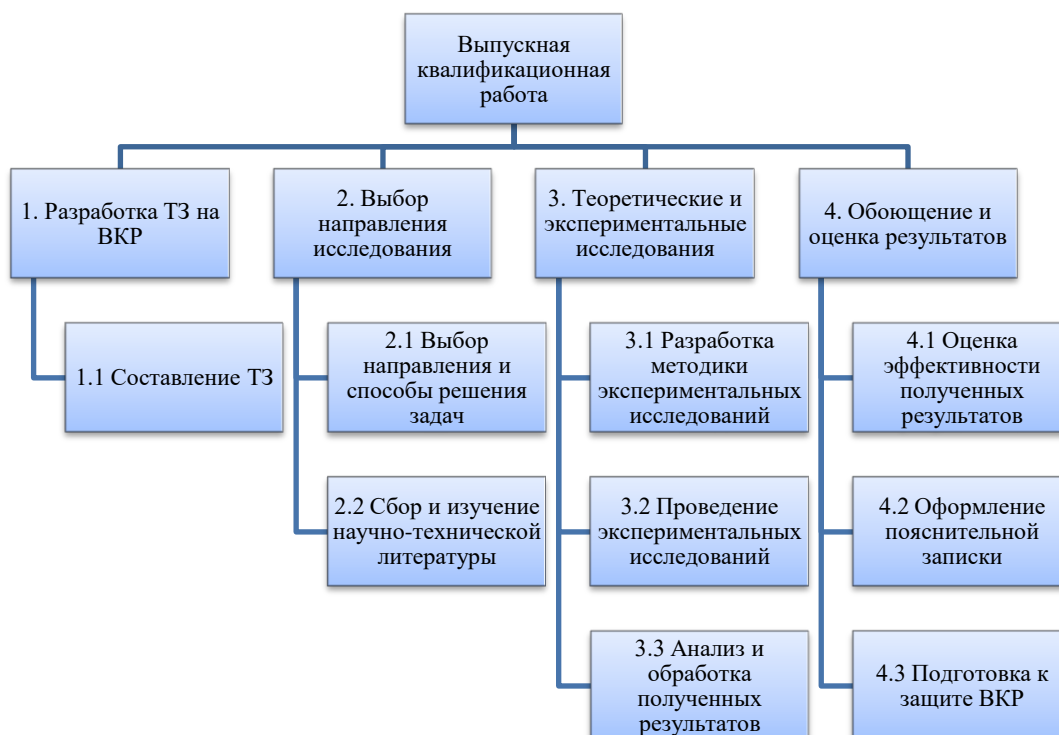 Выпускная
квалификационная
работа
1. Разработка ТЗ на
ВКР
1.1 Составление ТЗ
2. Выбор
направления
исследования
2.1 Выбор
направления и
способы решения
задач
2.2 Сбор и изучение
научно-технической
литературы
3. Теоретические и
экспериментальные
исследования
3.1 Разработка
методики
экспериментальных
исследований
3.2 Проведение
экспериментальных
исследований
3.3 Анализ и
обработка
полученных
результатов
4. Обоющение и
оценка результатов
4.1 Оценка
эффективности
полученных
результатов
4.2 Оформление
пояснительной
записки
4.3 Подготовка к
защите ВКР